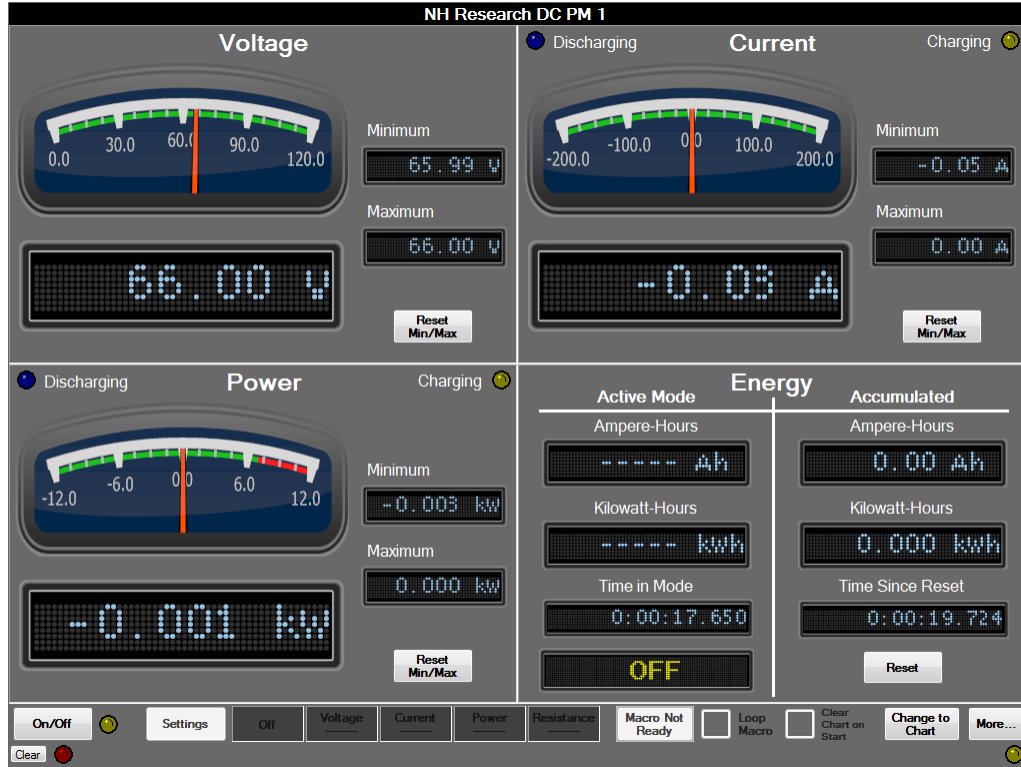 NH Research DC PM 1
Voltage
0.0 30.0 60.0 90.0 120.0
Minimum
65.99 V
Maximum
66.00 V
66.00 V
Reset
Min/Max
Discharging
Current
Charging
-200.0 -100.0 0.0 100.0 200.0
Minimum
-0.05 A
Maximum
0.00 A
-0.03 A
Reset
Min/Max
Discharging
Power
Charging
-12.0 -6.0 0.0 6.0 12.0
Minimum
-0.003 kW
Maximum
0.000 kW
-0.001 kW
Reset
Min/Max
Energy
Active Mode
Accumulated
Ampere-Hours
Ampere-Hours
----- Ah
0.00 Ah
Kilowatt-Hours
Kilowatt-Hours
----- kWh
0.000 kWh
Time in Mode
Time Since Reset
0:00:17.650
0:00:19.724
OFF
Reset
On/Off
Settings
Off
Voltage
Current
Power
Resistance
Macro Not
Ready
Loop
Macro
Clear
Chart on
Start
Change to
Chart
More...
Clear